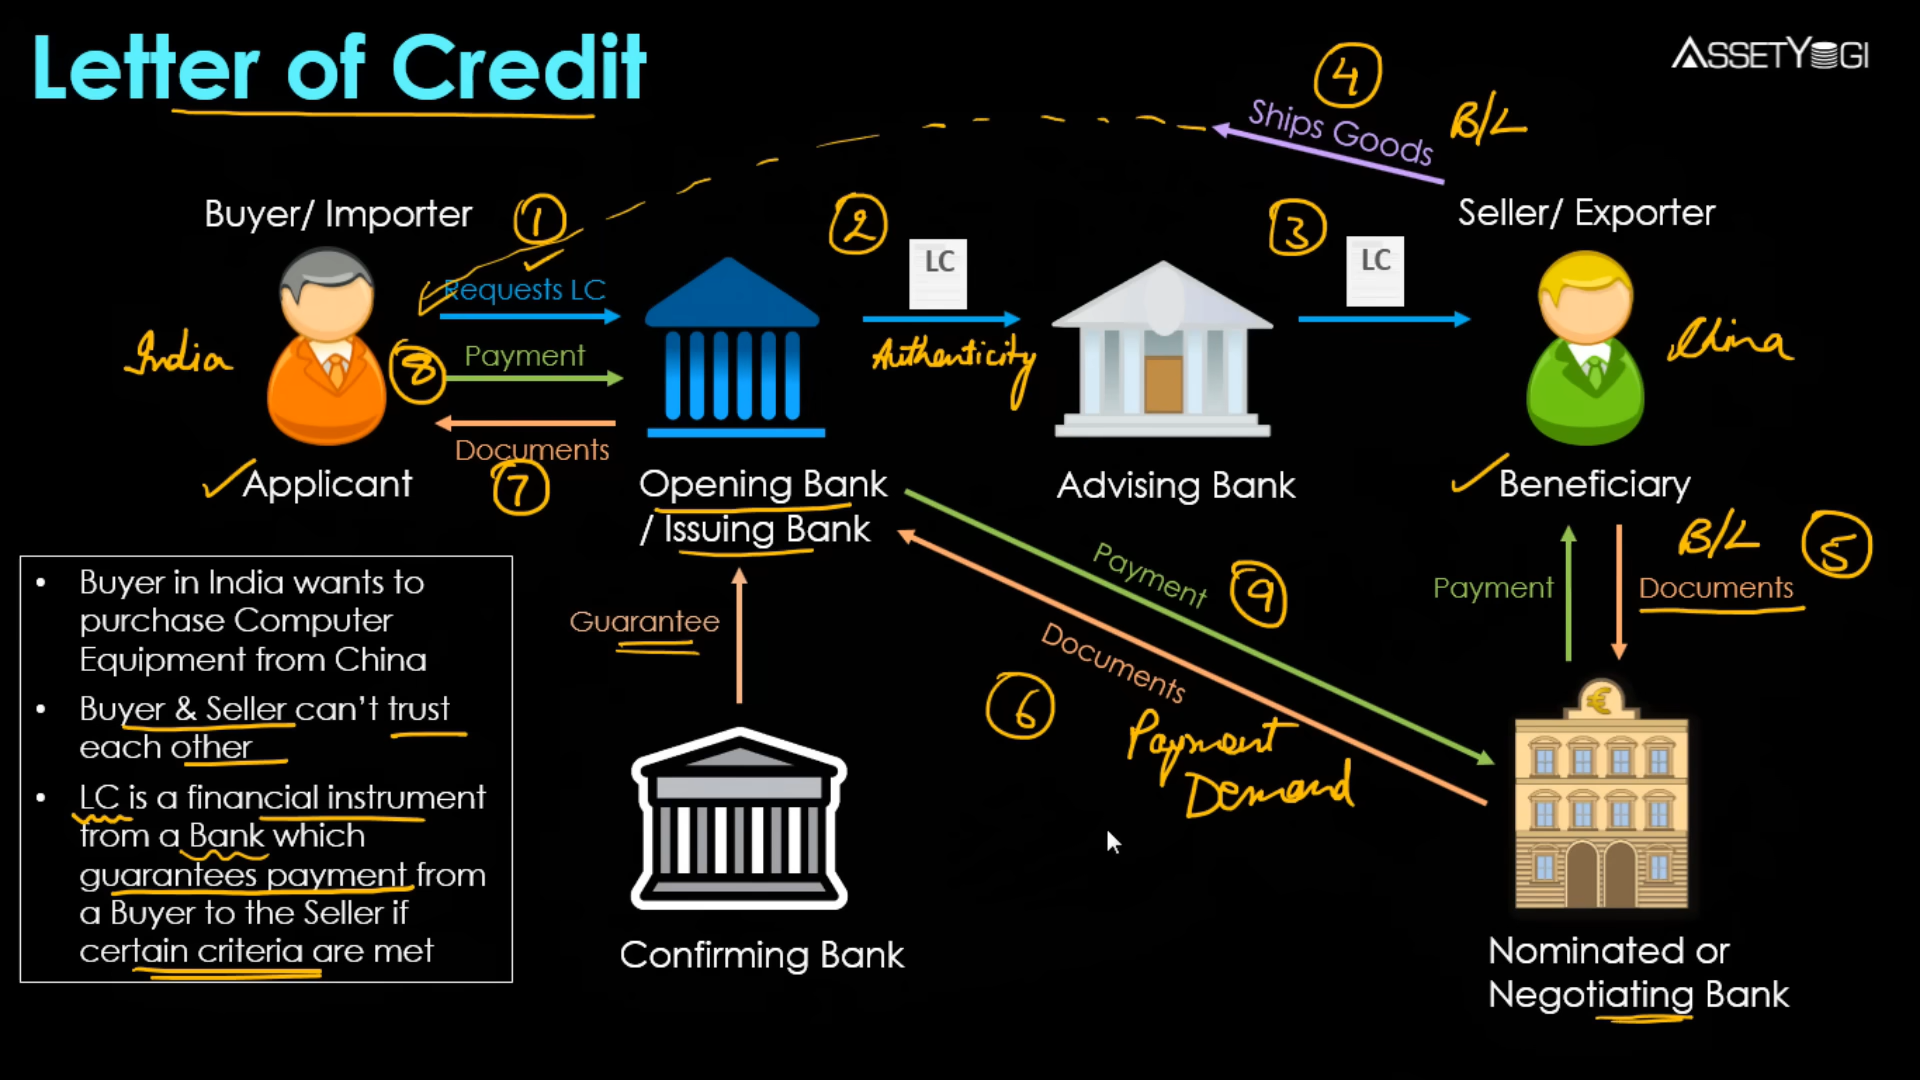 Letter of Credit
ASSETYOGI
4
Ships Goods
B/L
Buyer/ Importer
1
2
3
Seller/ Exporter
LC
LC
Requests LC
India
8
Payment
Authenticity
China
Documents
7
Applicant
Opening Bank
/ Issuing Bank
Advising Bank
Beneficiary
B/L
5
Payment
9
Payment
Documents
Guarantee
Documents
6
Payment
Demand
• Buyer in India wants to
purchase Computer
Equipment from China
• Buyer & Seller can't trust
each other
• LC is a financial instrument
from a Bank which
guarantees payment from
a Buyer to the Seller if
certain criteria are met
€
Confirming Bank
Nominated or
Negotiating Bank